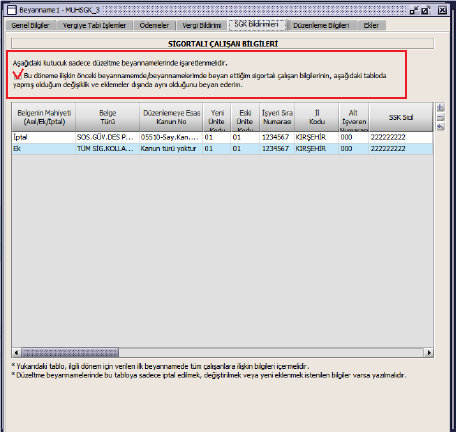 Beyanname1 - MUHSGK_3
Genel Bilgiler Vergiye Tabi İşlemler Ödemeler Vergi Bildirimi SGK Bildirimleri Düzenleme Bilgileri Ekler
SİGORTALI ÇALIŞAN BİLGİLERİ
Aşağıdaki kutucuk sadece düzeltme beyannamelerinde işaretlenmelidir.
Bu döneme ilişkin önceki beyannamemde/beyannamelerimde beyan ettiğim sigortalı çalışan bilgilerinin, aşağıdaki tabloda
yapmış olduğum değişiklik ve eklemeler dışında aynı olduğunu beyan ederim.
Belgenin Mahiyeti (Asıl/Ek/İptal) Belge Türü Düzenlemeye Esas Kanun No Yeni Ünite Kodu Eski Ünite Kodu İşyeri Sıra Numarası İl Kodu Alt İşveren Numarası SSK Sicil
İptal SOS.GÜV.DES.P... 05510-Say.Kan.... 01 01 1234567 KIRŞEHİR 000 222222222
Ek TÜM SİG.KOLLA... Kanun türü yoktur 01 01 1234567 KIRŞEHİR 000 222222222
* Yukarıdaki tablo, ilgili dönem için verilen ilk beyannamede tüm çalışanlara ilişkin bilgileri içermelidir.
* Düzeltme beyannamelerinde bu tabloya sadece iptal edilmek, değiştirilmek veya yeni eklenmek istenilen bilgiler varsa yazılmalıdır.